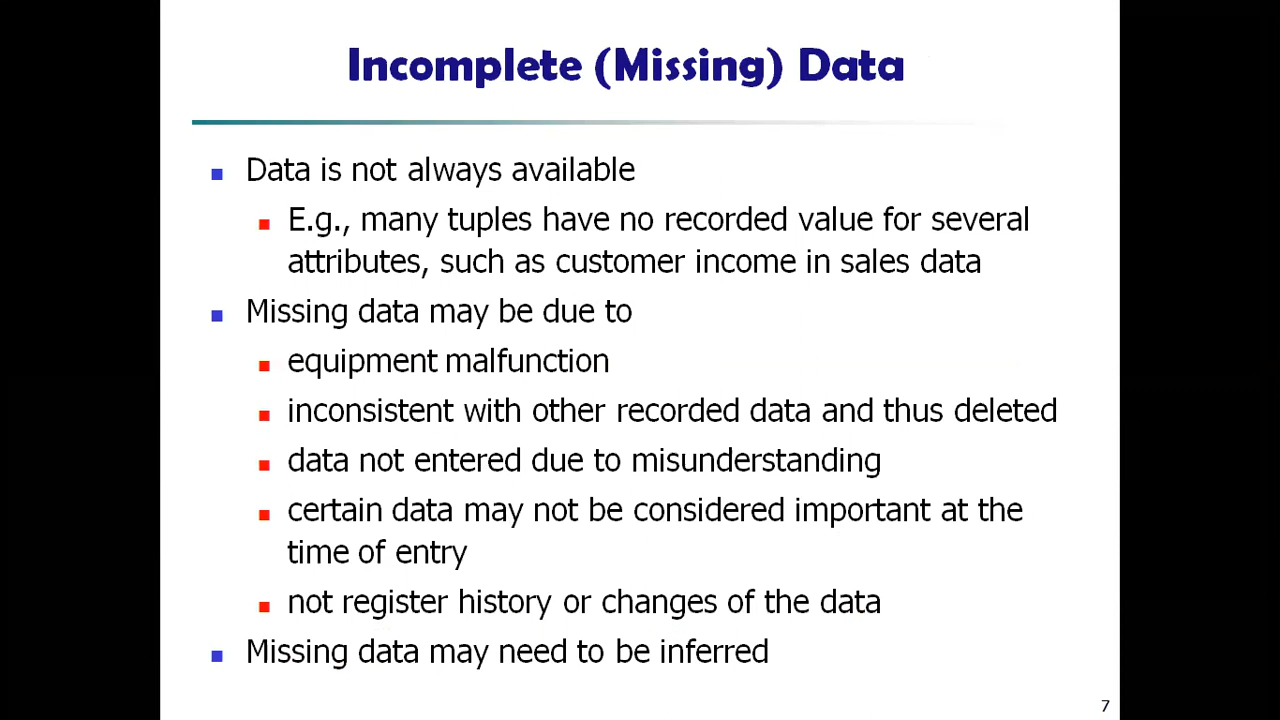 Incomplete (Missing) Data
Data is not always available
E.g., many tuples have no recorded value for several
attributes, such as customer income in sales data
Missing data may be due to
equipment malfunction
inconsistent with other recorded data and thus deleted
data not entered due to misunderstanding
certain data may not be considered important at the
time of entry
not register history or changes of the data
Missing data may need to be inferred
7